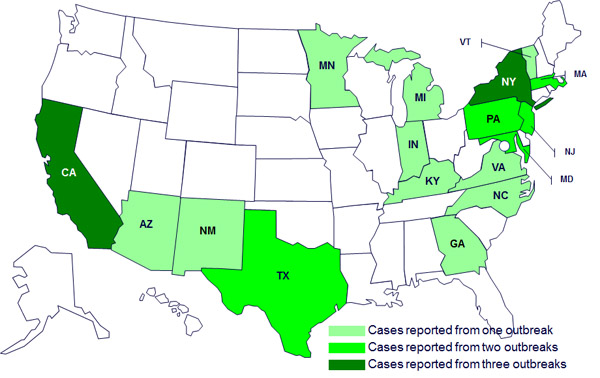 VT
MN
MA
NY
MI
PA
IN
NJ
CA
VA
MD
KY
NC
AZ
NM
GA
TX
Cases reported from one outbreak
Cases reported from two outbreaks
Cases reported from three outbreaks